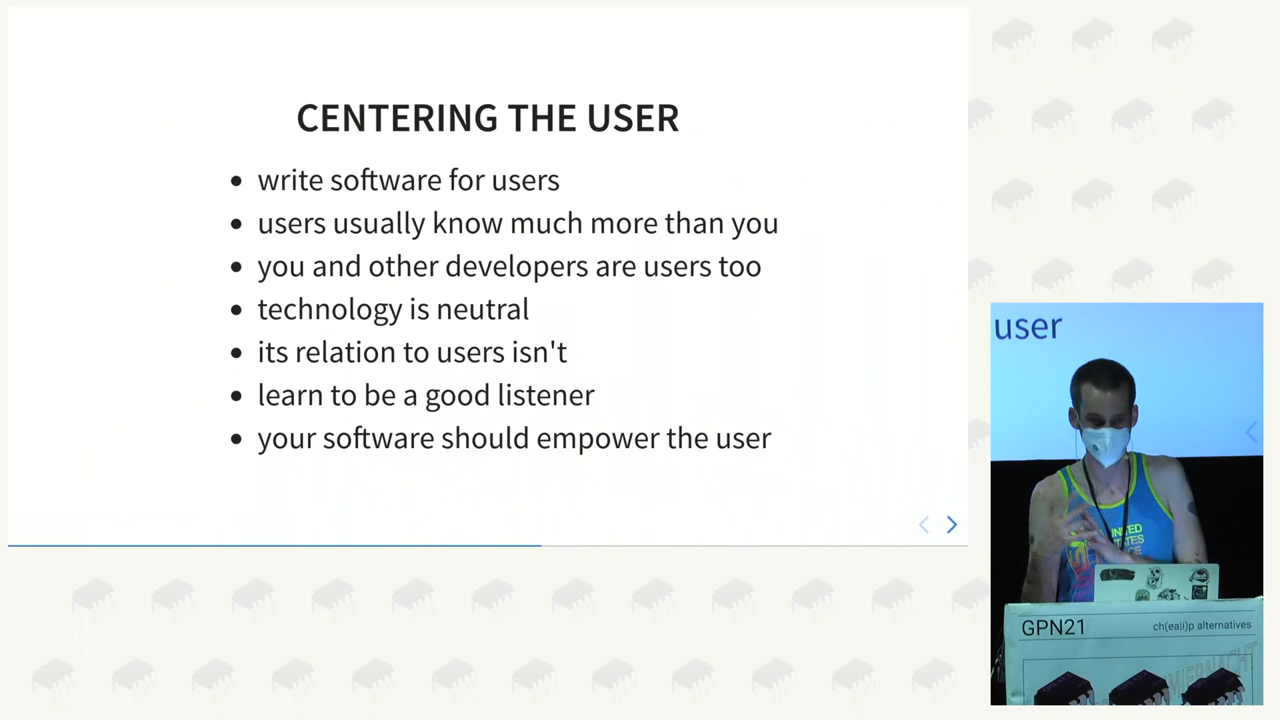 CENTERING THE USER
write software for users
users usually know much more than you
you and other developers are users too
technology is neutral
its relation to users isn't
learn to be a good listener
your software should empower the user
user
GPN21
ch(ea|i)p alternatives